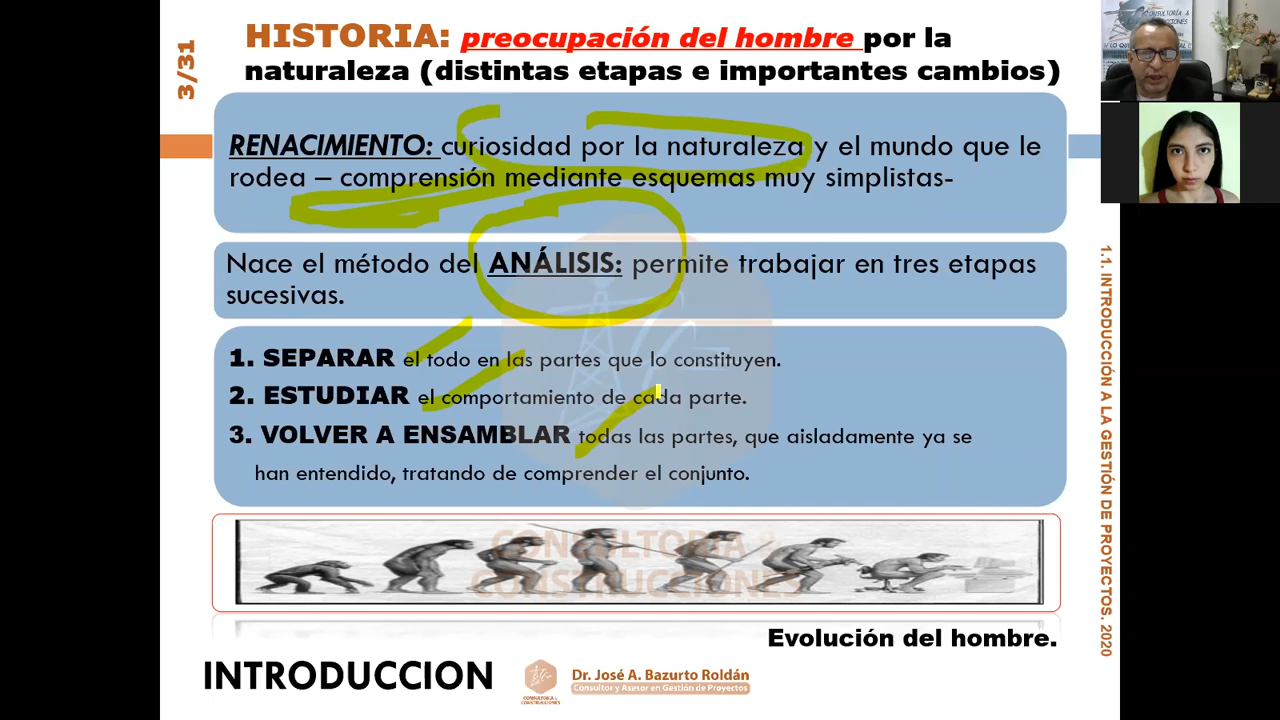 HISTORIA: preocupación del hombre por la
naturaleza (distintas etapas e importantes cambios)
3/31
RENACIMIENTO: curiosidad por la naturaleza y el mundo que le
rodea – comprensión mediante esquemas muy simplistas-
Nace el método del ANÁLISIS: permite trabajar en tres etapas
sucesivas.
1. SEPARAR el todo en las partes que lo constituyen.
2. ESTUDIAR el comportamiento de cada parte.
3. VOLVER A ENSAMBLAR todas las partes, que aisladamente ya se
han entendido, tratando de comprender el conjunto.
CONSULTORIA &
CONSTRUCCIONES
Evolución del hombre.
INTRODUCCION
CONSULTORIA &
CONSTRUCCIONES
Dr. José A. Bazurto Roldán
Consultor y Asesor en Gestión de Proyectos
1.1. INTRODUCCIÓN A LA GESTIÓN DE PROYECTOS. 2020